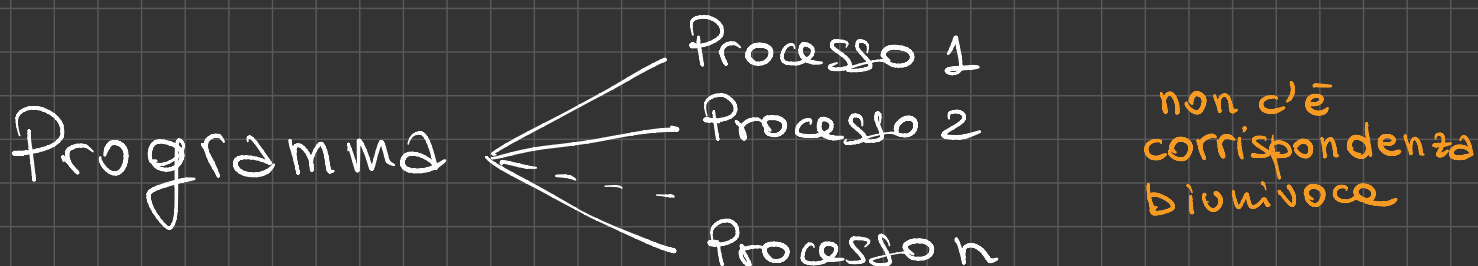 Processo 1
Processo 2
Programma
Processo n
non c'è
corrispondenza
biunivoca